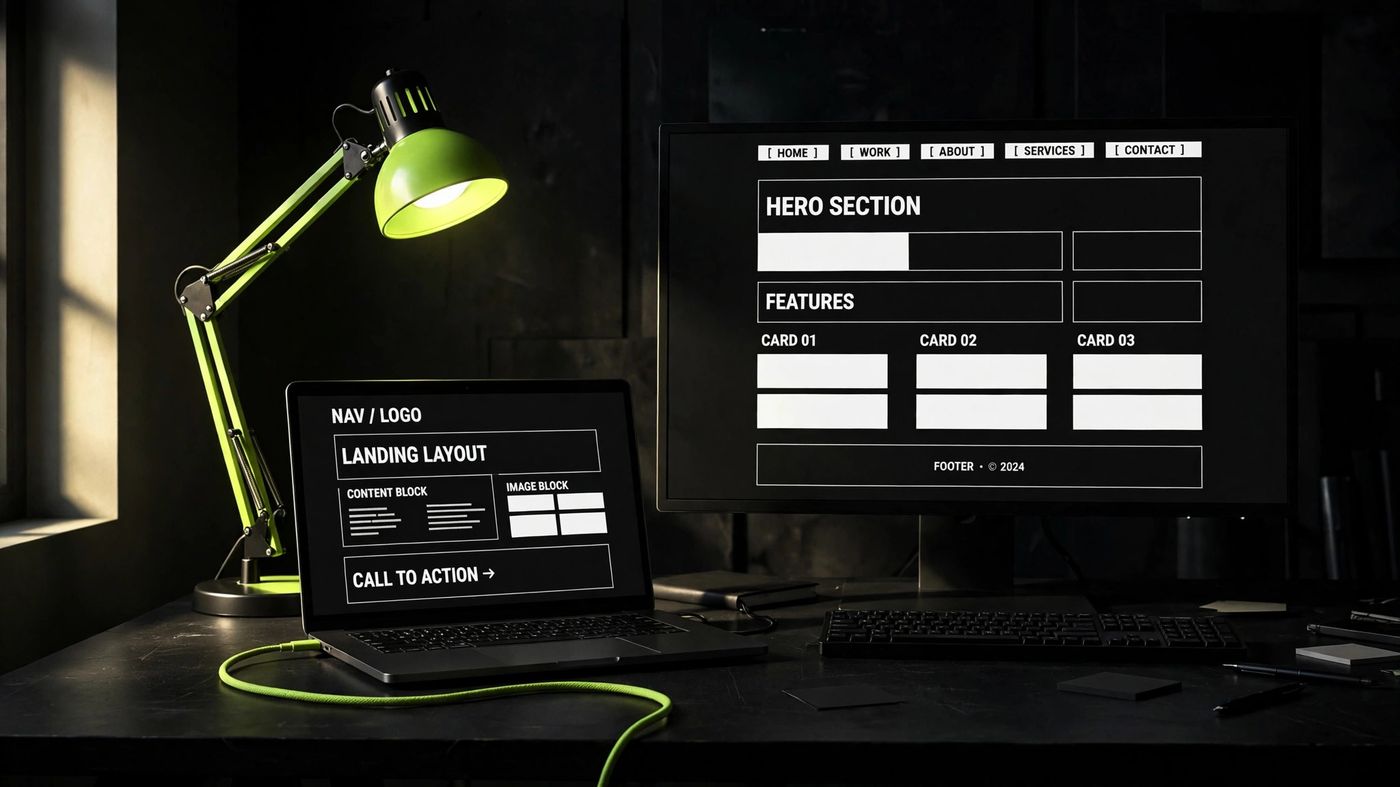 [ HOME ] [ WORK ] [ ABOUT ] [ SERVICES ] [ CONTACT ]
HERO SECTION
FEATURES
CARD 01 CARD 02 CARD 03
FOOTER • © 2024
NAV / LOGO
LANDING LAYOUT
CONTENT BLOCK
IMAGE BLOCK
CALL TO ACTION →